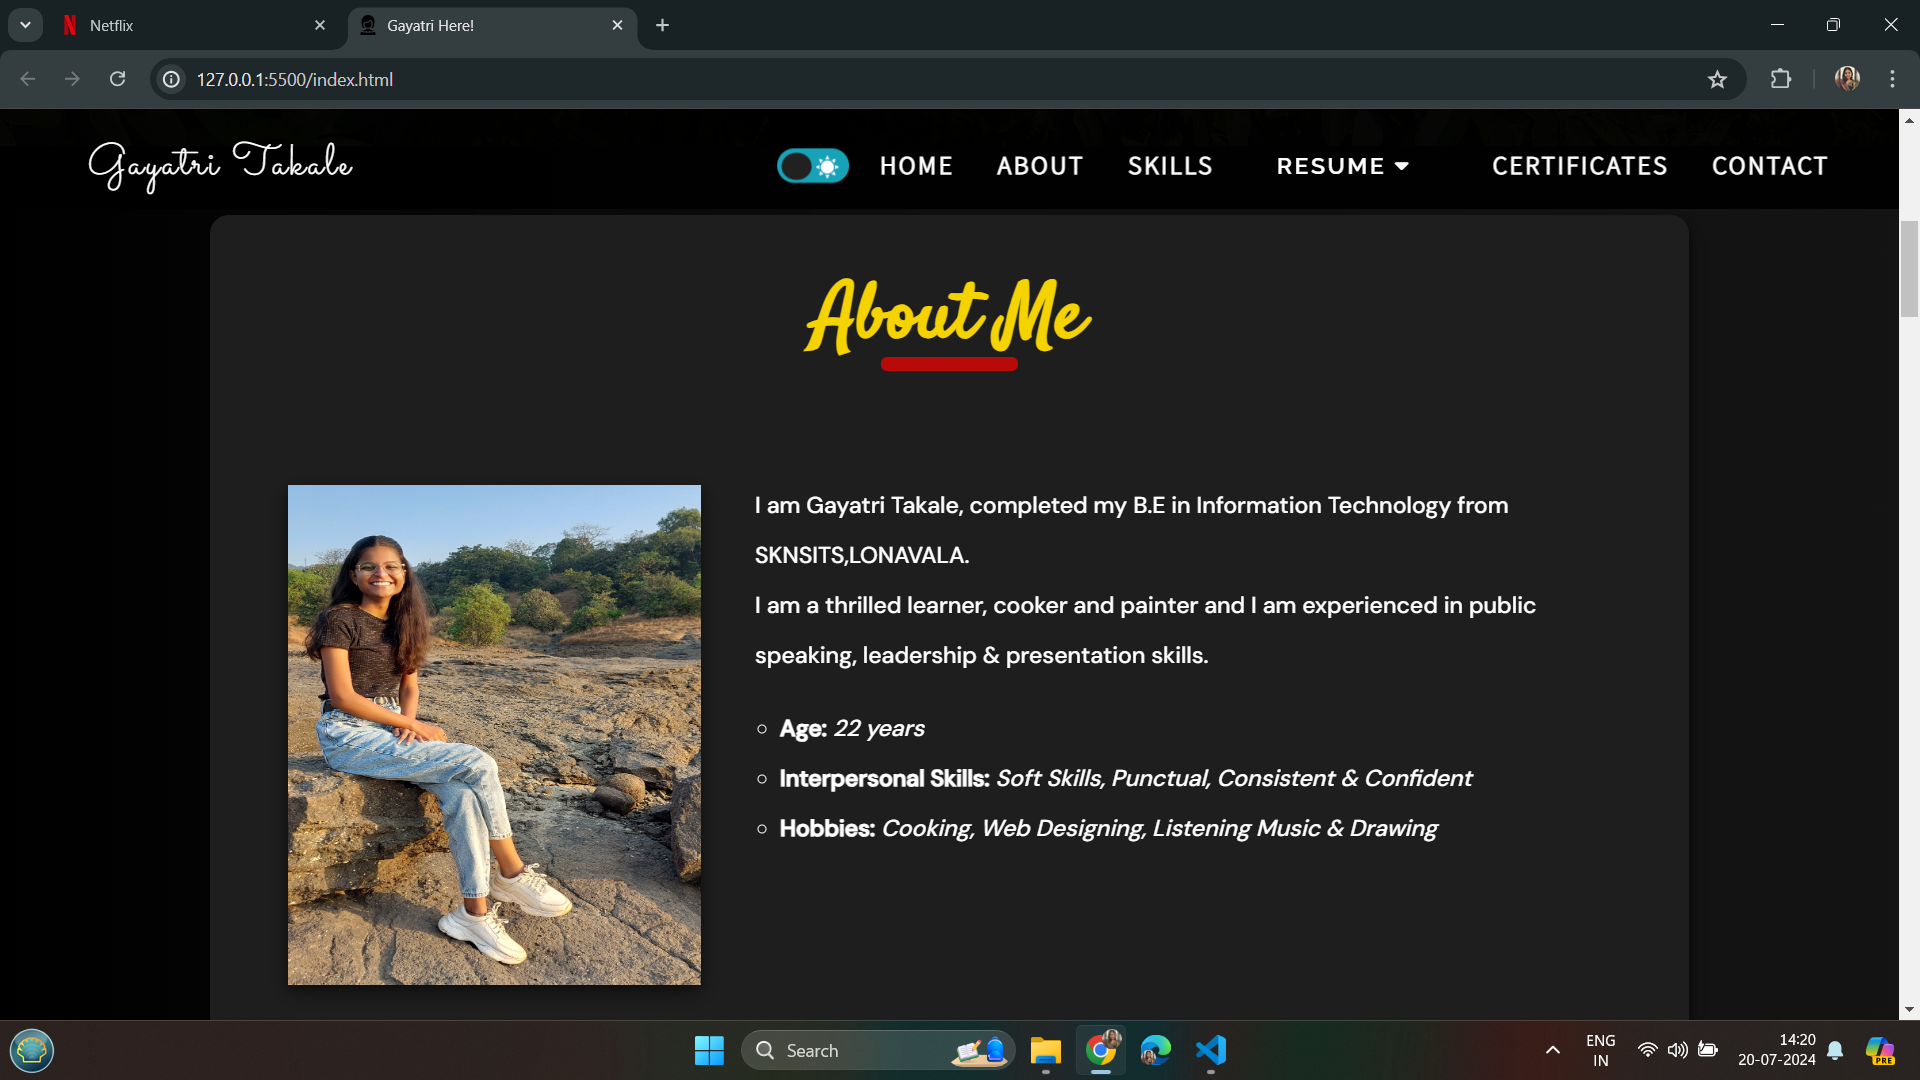 Netflix
Gayatri Here!
127.0.0.1:5500/index.html
Gayatri Takale
HOME ABOUT SKILLS RESUME CERTIFICATES CONTACT
About Me
I am Gayatri Takale, completed my B.E in Information Technology from
SKNSITS,LONAVALA.
I am a thrilled learner, cooker and painter and I am experienced in public
speaking, leadership & presentation skills.
Age: 22 years
Interpersonal Skills: Soft Skills, Punctual, Consistent & Confident
Hobbies: Cooking, Web Designing, Listening Music & Drawing
Search
ENG
IN
14:20
20-07-2024
PRE